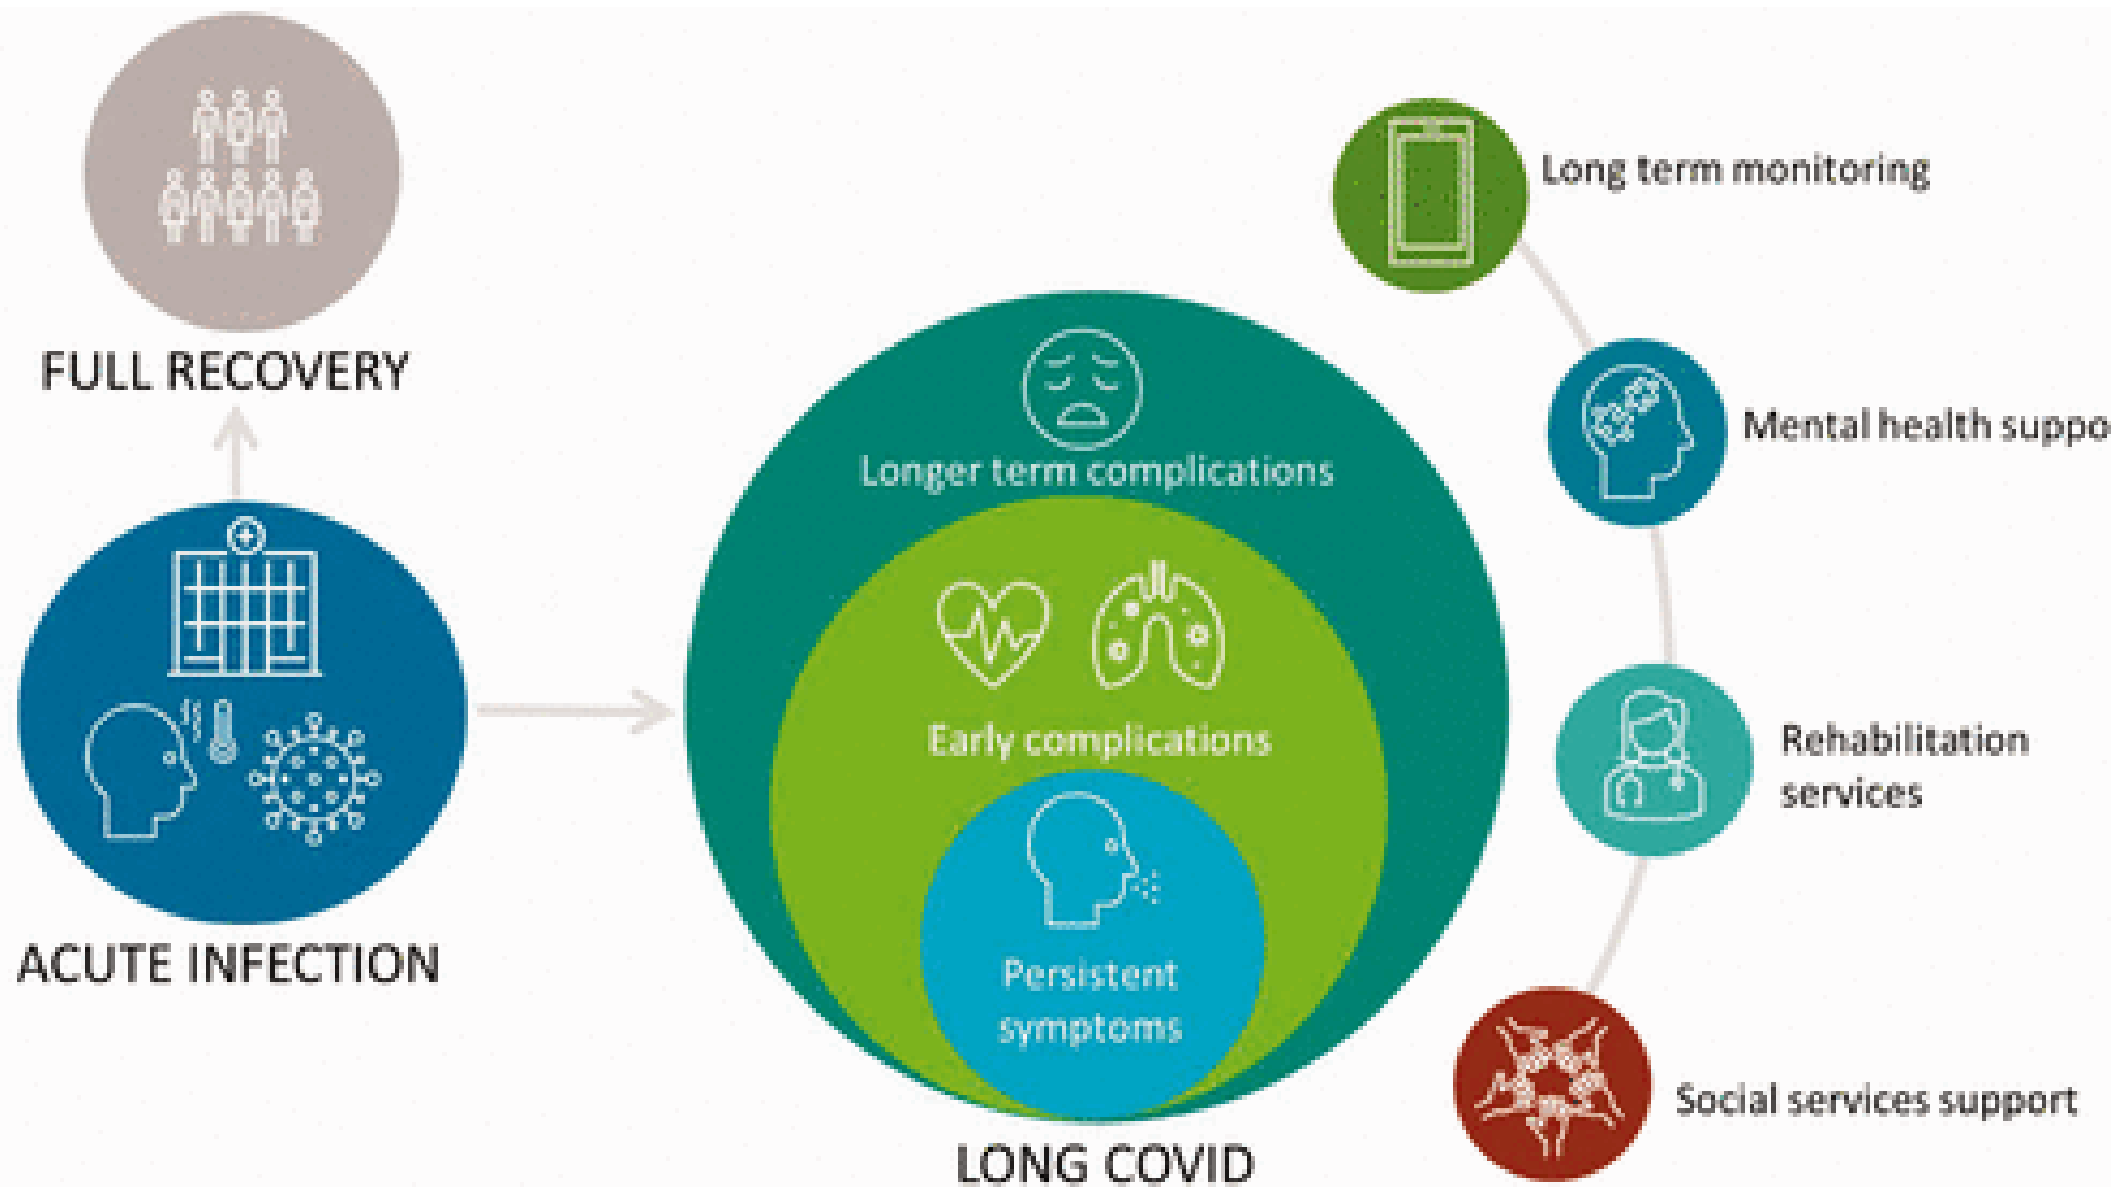 FULL RECOVERY
ACUTE INFECTION
Longer term complications
Early complications
Persistent
symptoms
LONG COVID
Long term monitoring
Mental health suppo
Rehabilitation
services
Social services support